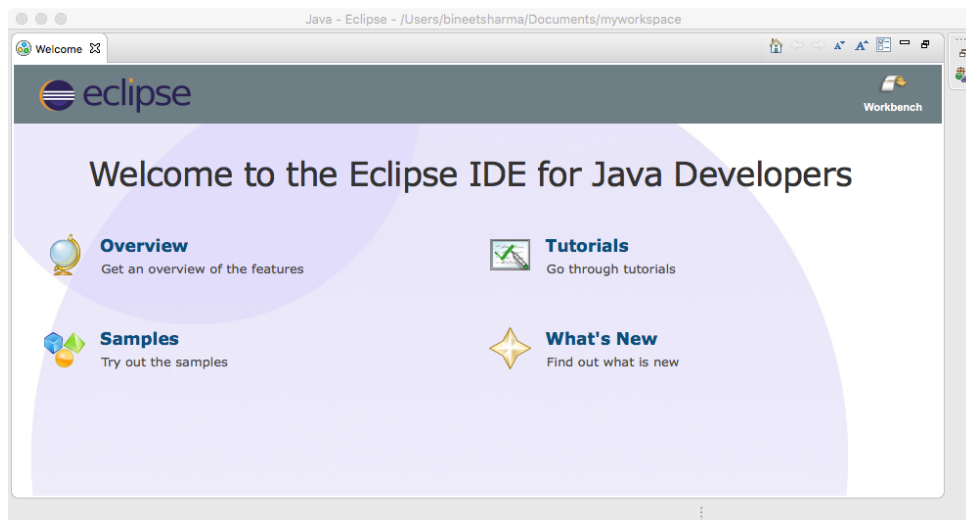 Java - Eclipse - /Users/bineetsharma/Documents/myworkspace
Welcome
eclipse
Workbench
Welcome to the Eclipse IDE for Java Developers
Overview
Get an overview of the features
Tutorials
Go through tutorials
Samples
Try out the samples
What's New
Find out what is new